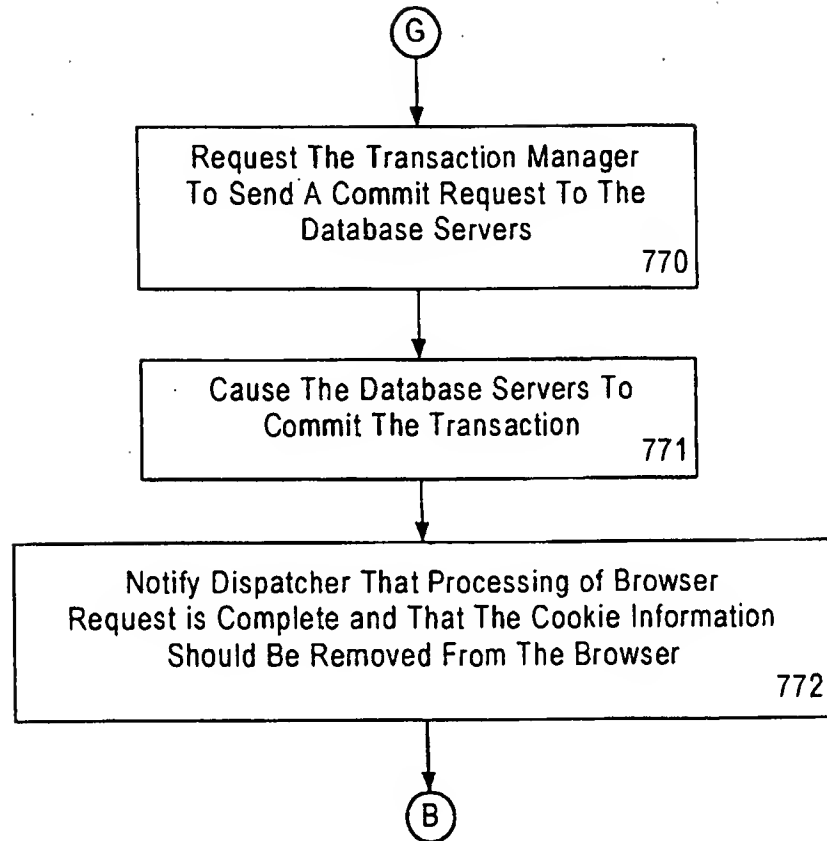 G
Request The Transaction Manager
To Send A Commit Request To The
Database Servers
770
Cause The Database Servers To
Commit The Transaction
771
Notify Dispatcher That Processing of Browser
Request is Complete and That The Cookie Information
Should Be Removed From The Browser
772
B